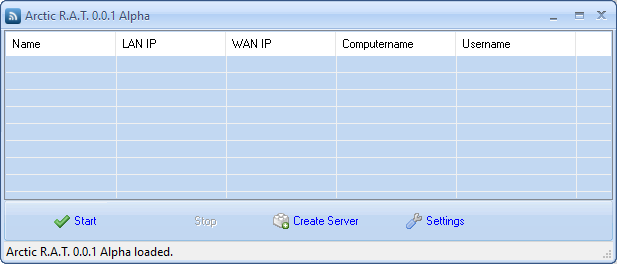 Arctic R.A.T. 0.0.1 Alpha
Name LAN IP WAN IP Computername Username
Start Stop Create Server Settings
Arctic R.A.T. 0.0.1 Alpha loaded.